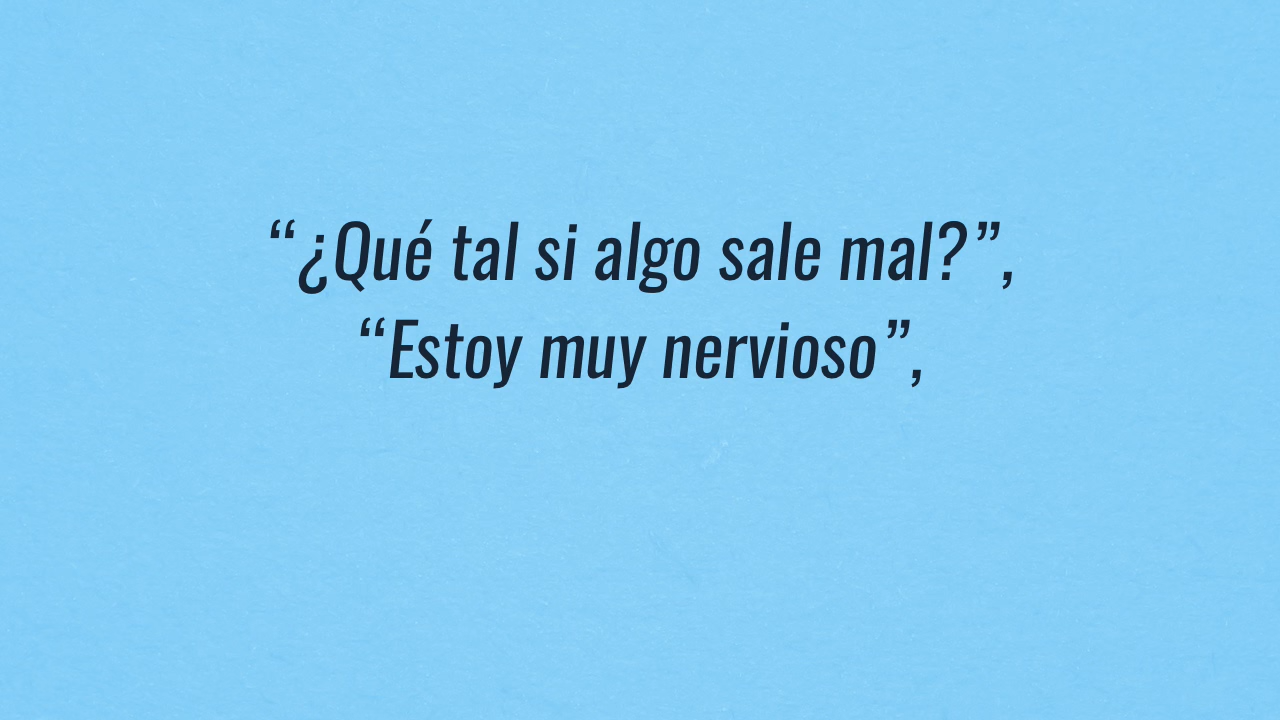 “¿Qué tal si algo sale mal?”,
“Estoy muy nervioso”,